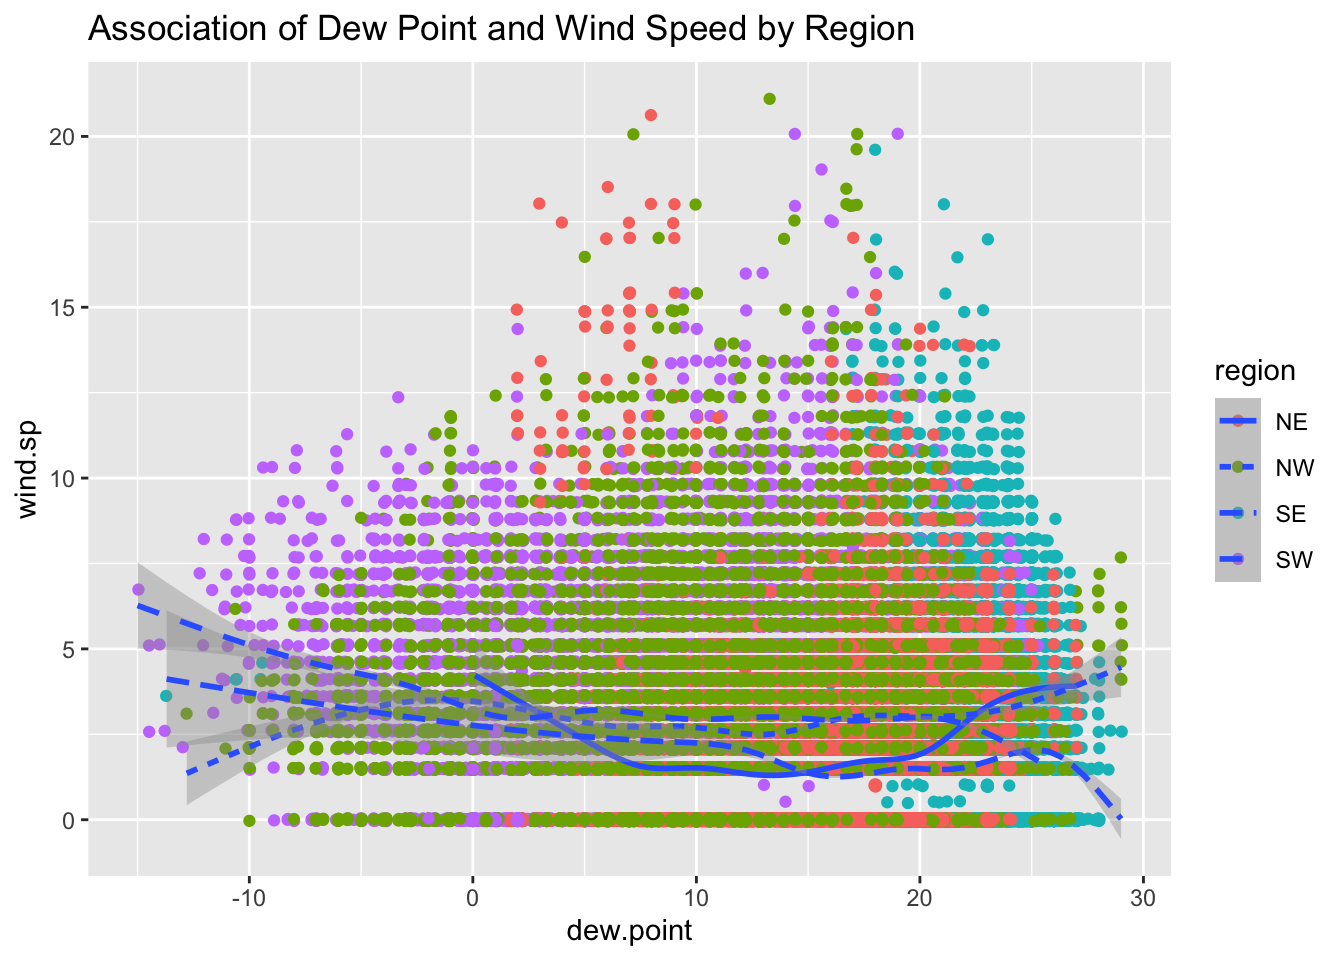 Association of Dew Point and Wind Speed by Region
20
15
10
5
0
wind.sp
-10
0
10
20
30
dew.point
region
NE
NW
SE
SW